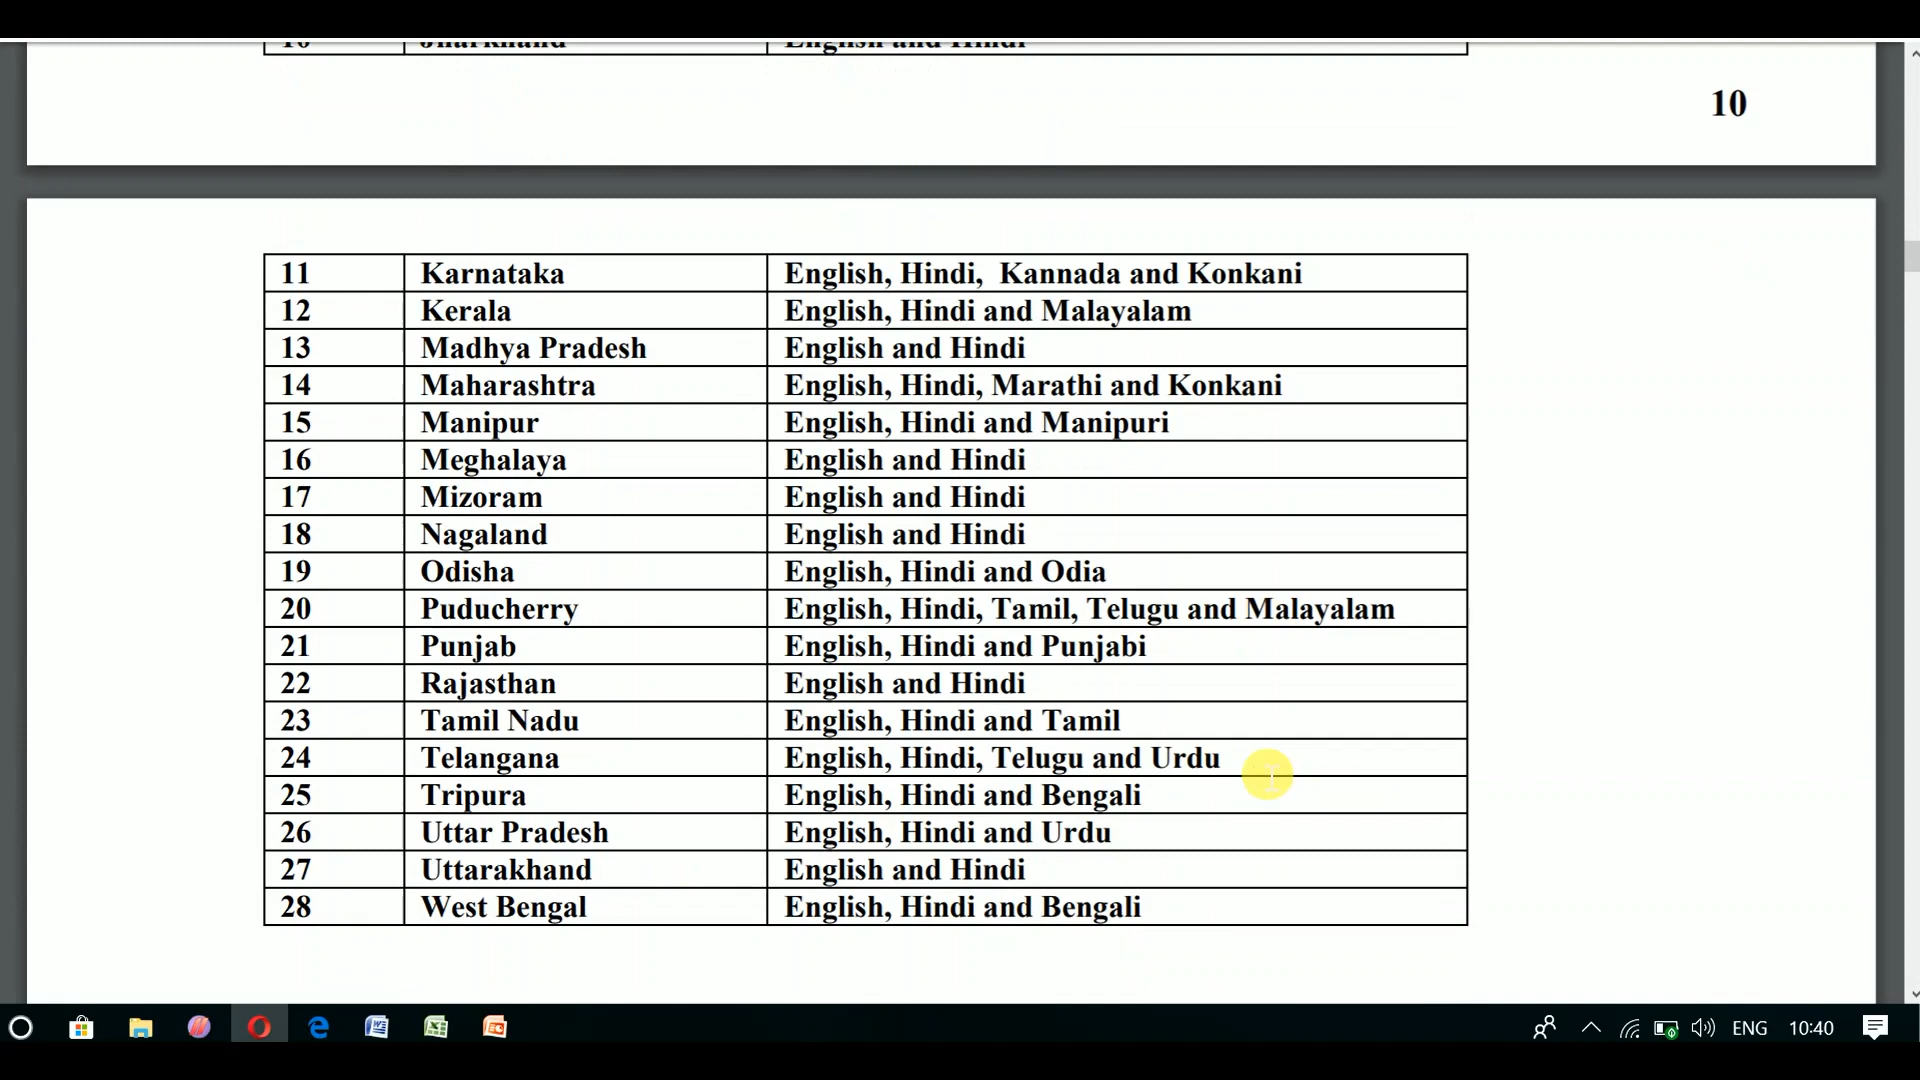 10 Jharkhand English and Hindi
10
11 Karnataka English, Hindi, Kannada and Konkani
12 Kerala English, Hindi and Malayalam
13 Madhya Pradesh English and Hindi
14 Maharashtra English, Hindi, Marathi and Konkani
15 Manipur English, Hindi and Manipuri
16 Meghalaya English and Hindi
17 Mizoram English and Hindi
18 Nagaland English and Hindi
19 Odisha English, Hindi and Odia
20 Puducherry English, Hindi, Tamil, Telugu and Malayalam
21 Punjab English, Hindi and Punjabi
22 Rajasthan English and Hindi
23 Tamil Nadu English, Hindi and Tamil
24 Telangana English, Hindi, Telugu and Urdu
25 Tripura English, Hindi and Bengali
26 Uttar Pradesh English, Hindi and Urdu
27 Uttarakhand English and Hindi
28 West Bengal English, Hindi and Bengali
ENG 10:40